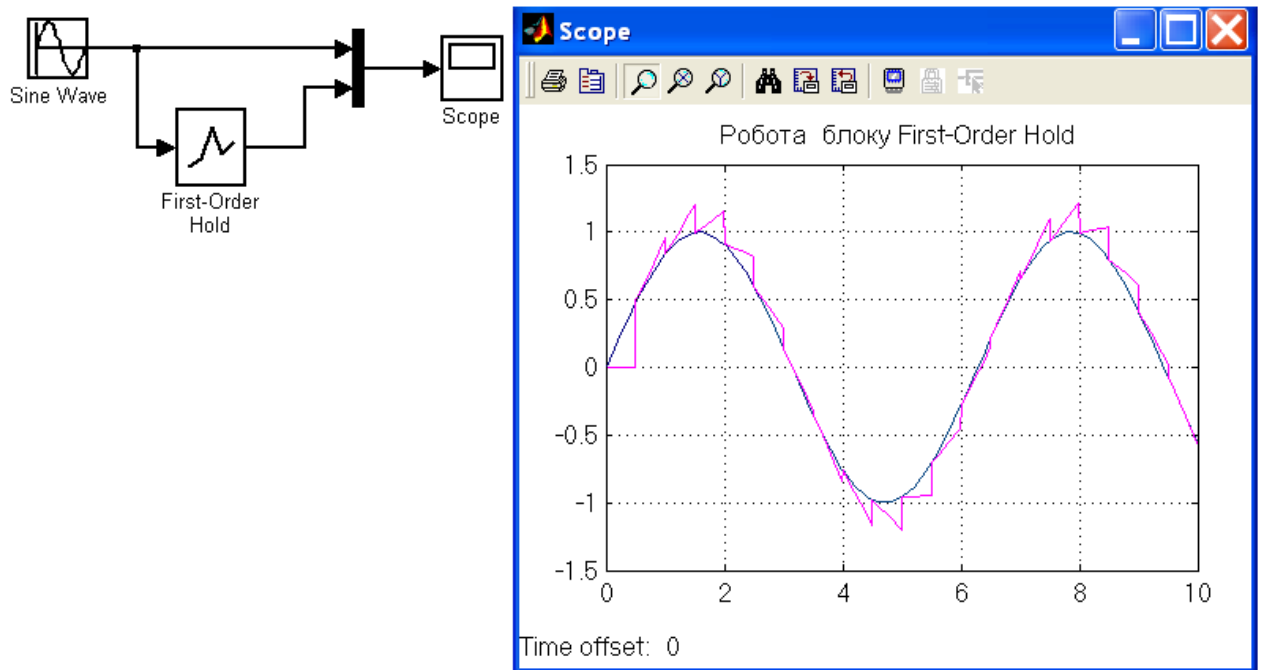 Sine Wave
First-Order
Hold
Scope
Scope
Робота блоку First-Order Hold
1.5
1
0.5
0
-0.5
-1
-1.5
0 2 4 6 8 10
Time offset: 0